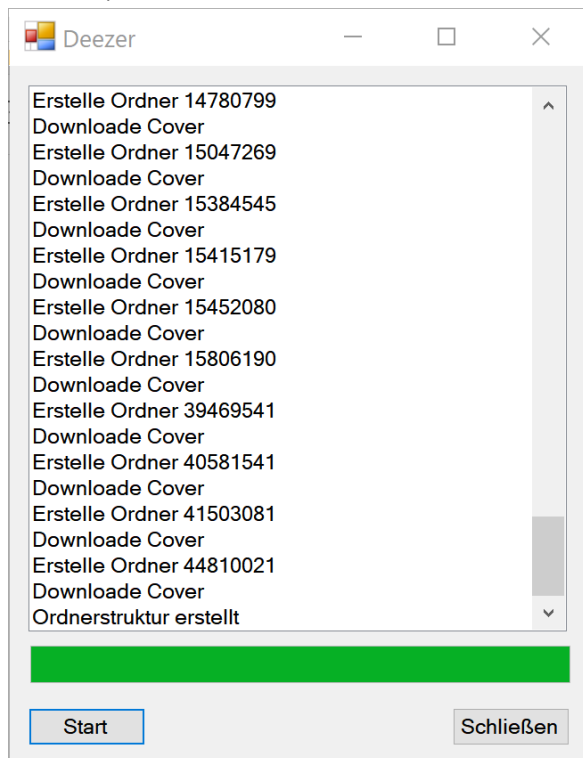 Deezer
Erstelle Ordner 14780799
Downloade Cover
Erstelle Ordner 15047269
Downloade Cover
Erstelle Ordner 15384545
Downloade Cover
Erstelle Ordner 15415179
Downloade Cover
Erstelle Ordner 15452080
Downloade Cover
Erstelle Ordner 15806190
Downloade Cover
Erstelle Ordner 39469541
Downloade Cover
Erstelle Ordner 40581541
Downloade Cover
Erstelle Ordner 41503081
Downloade Cover
Erstelle Ordner 44810021
Downloade Cover
Ordnerstruktur erstellt
Start
Schließen